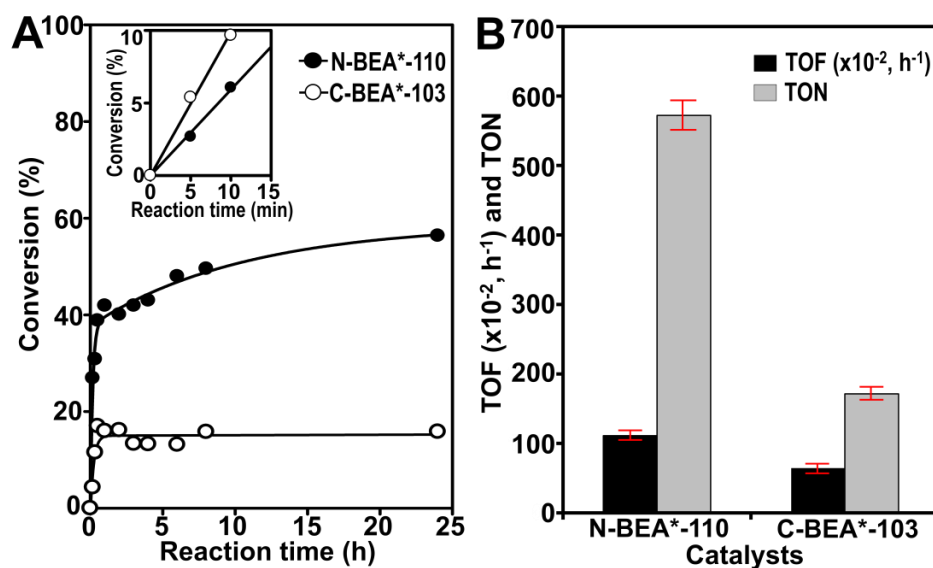 A
Conversion (%)
100
80
60
40
20
0
0
5
10
15
20
25
Reaction time (h)
Conversion (%)
10
5
0
0
5
10
15
Reaction time (min)
N-BEA*-110
C-BEA*-103
B
TOF (x10⁻², h⁻¹) and TON
700
600
500
400
300
200
100
0
TOF (x10⁻², h⁻¹)
TON
N-BEA*-110
C-BEA*-103
Catalysts